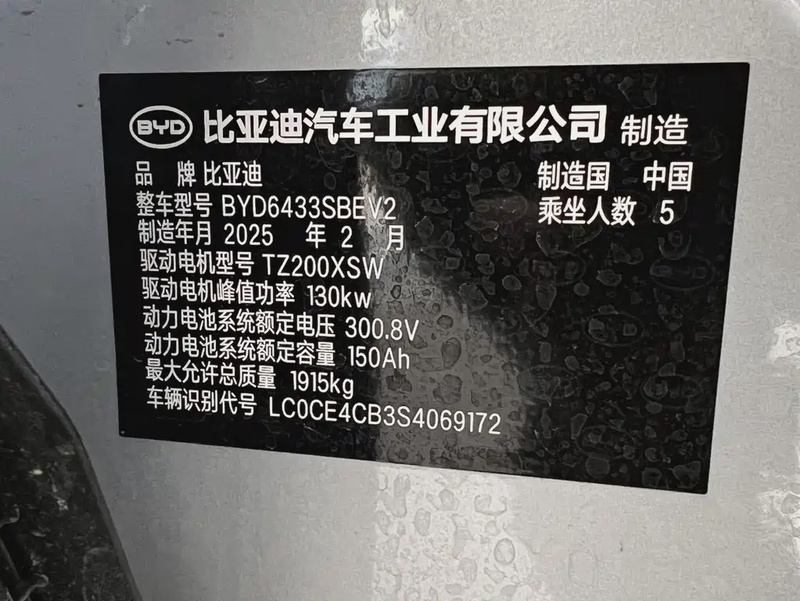 BYD 比亚迪汽车工业有限公司 制造
品 牌 比亚迪 制造国 中国
整车型号 BYD6433SBEV2 乘坐人数 5
制造年月 2025 年 2 月
驱动电机型号 TZ200XSW
驱动电机峰值功率 130kw
动力电池系统额定电压 300.8V
动力电池系统额定容量 150Ah
最大允许总质量 1915kg
车辆识别代号 LC0CE4CB3S4069172